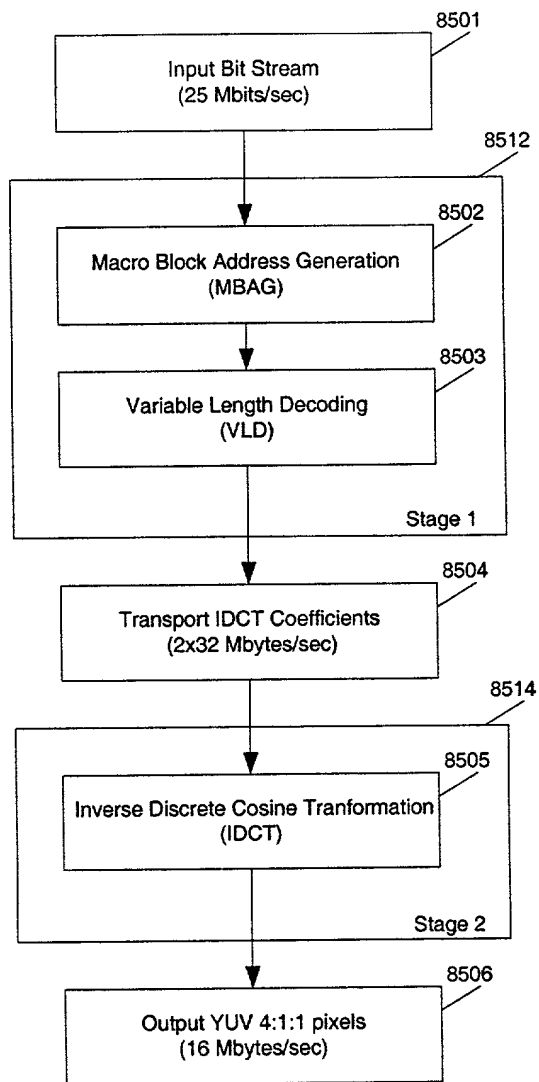 8501
Input Bit Stream
(25 Mbits/sec)
8512
8502
Macro Block Address Generation
(MBAG)
8503
Variable Length Decoding
(VLD)
Stage 1
8504
Transport IDCT Coefficients
(2x32 Mbytes/sec)
8514
8505
Inverse Discrete Cosine Tranformation
(IDCT)
Stage 2
8506
Output YUV 4:1:1 pixels
(16 Mbytes/sec)